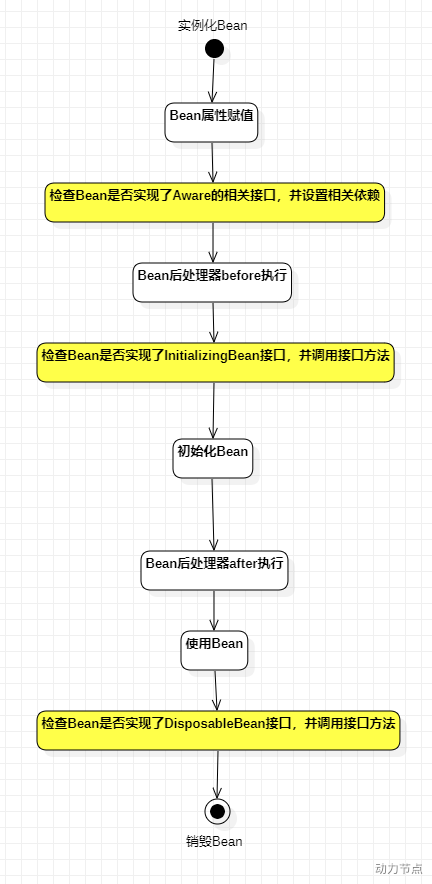 实例化Bean
Bean属性赋值
检查Bean是否实现了Aware的相关接口，并设置相关依赖
Bean后处理器before执行
检查Bean是否实现了InitializingBean接口，并调用接口方法
初始化Bean
Bean后处理器after执行
使用Bean
检查Bean是否实现了DisposableBean接口，并调用接口方法
销毁Bean
动力节点